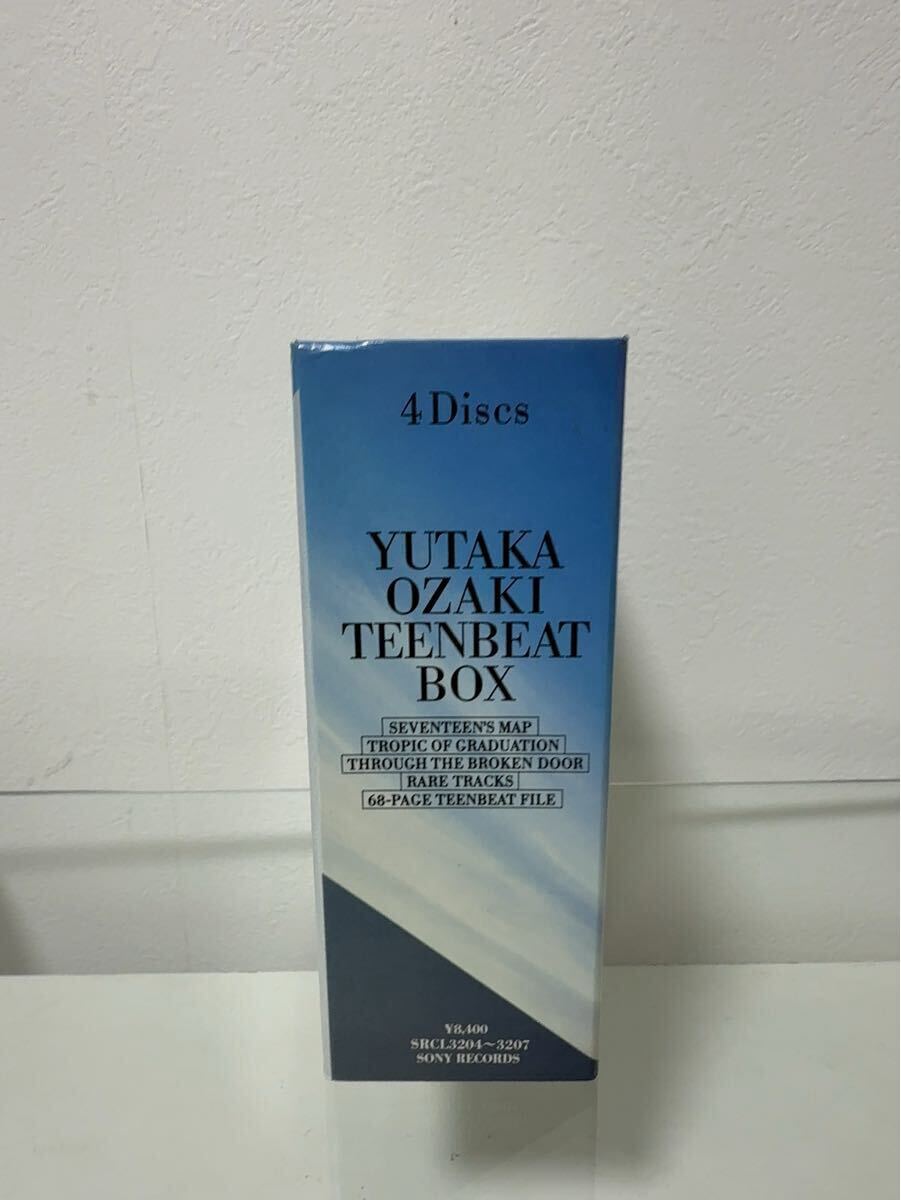 4 Discs
YUTAKA
OZAKI
TEENBEAT
BOX
SEVENTEEN'S MAP
TROPIC OF GRADUATION
THROUGH THE BROKEN DOOR
RARE TRACKS
68-PAGE TEENBEAT FILE
¥8,400
SRCL3204~3207
SONY RECORDS